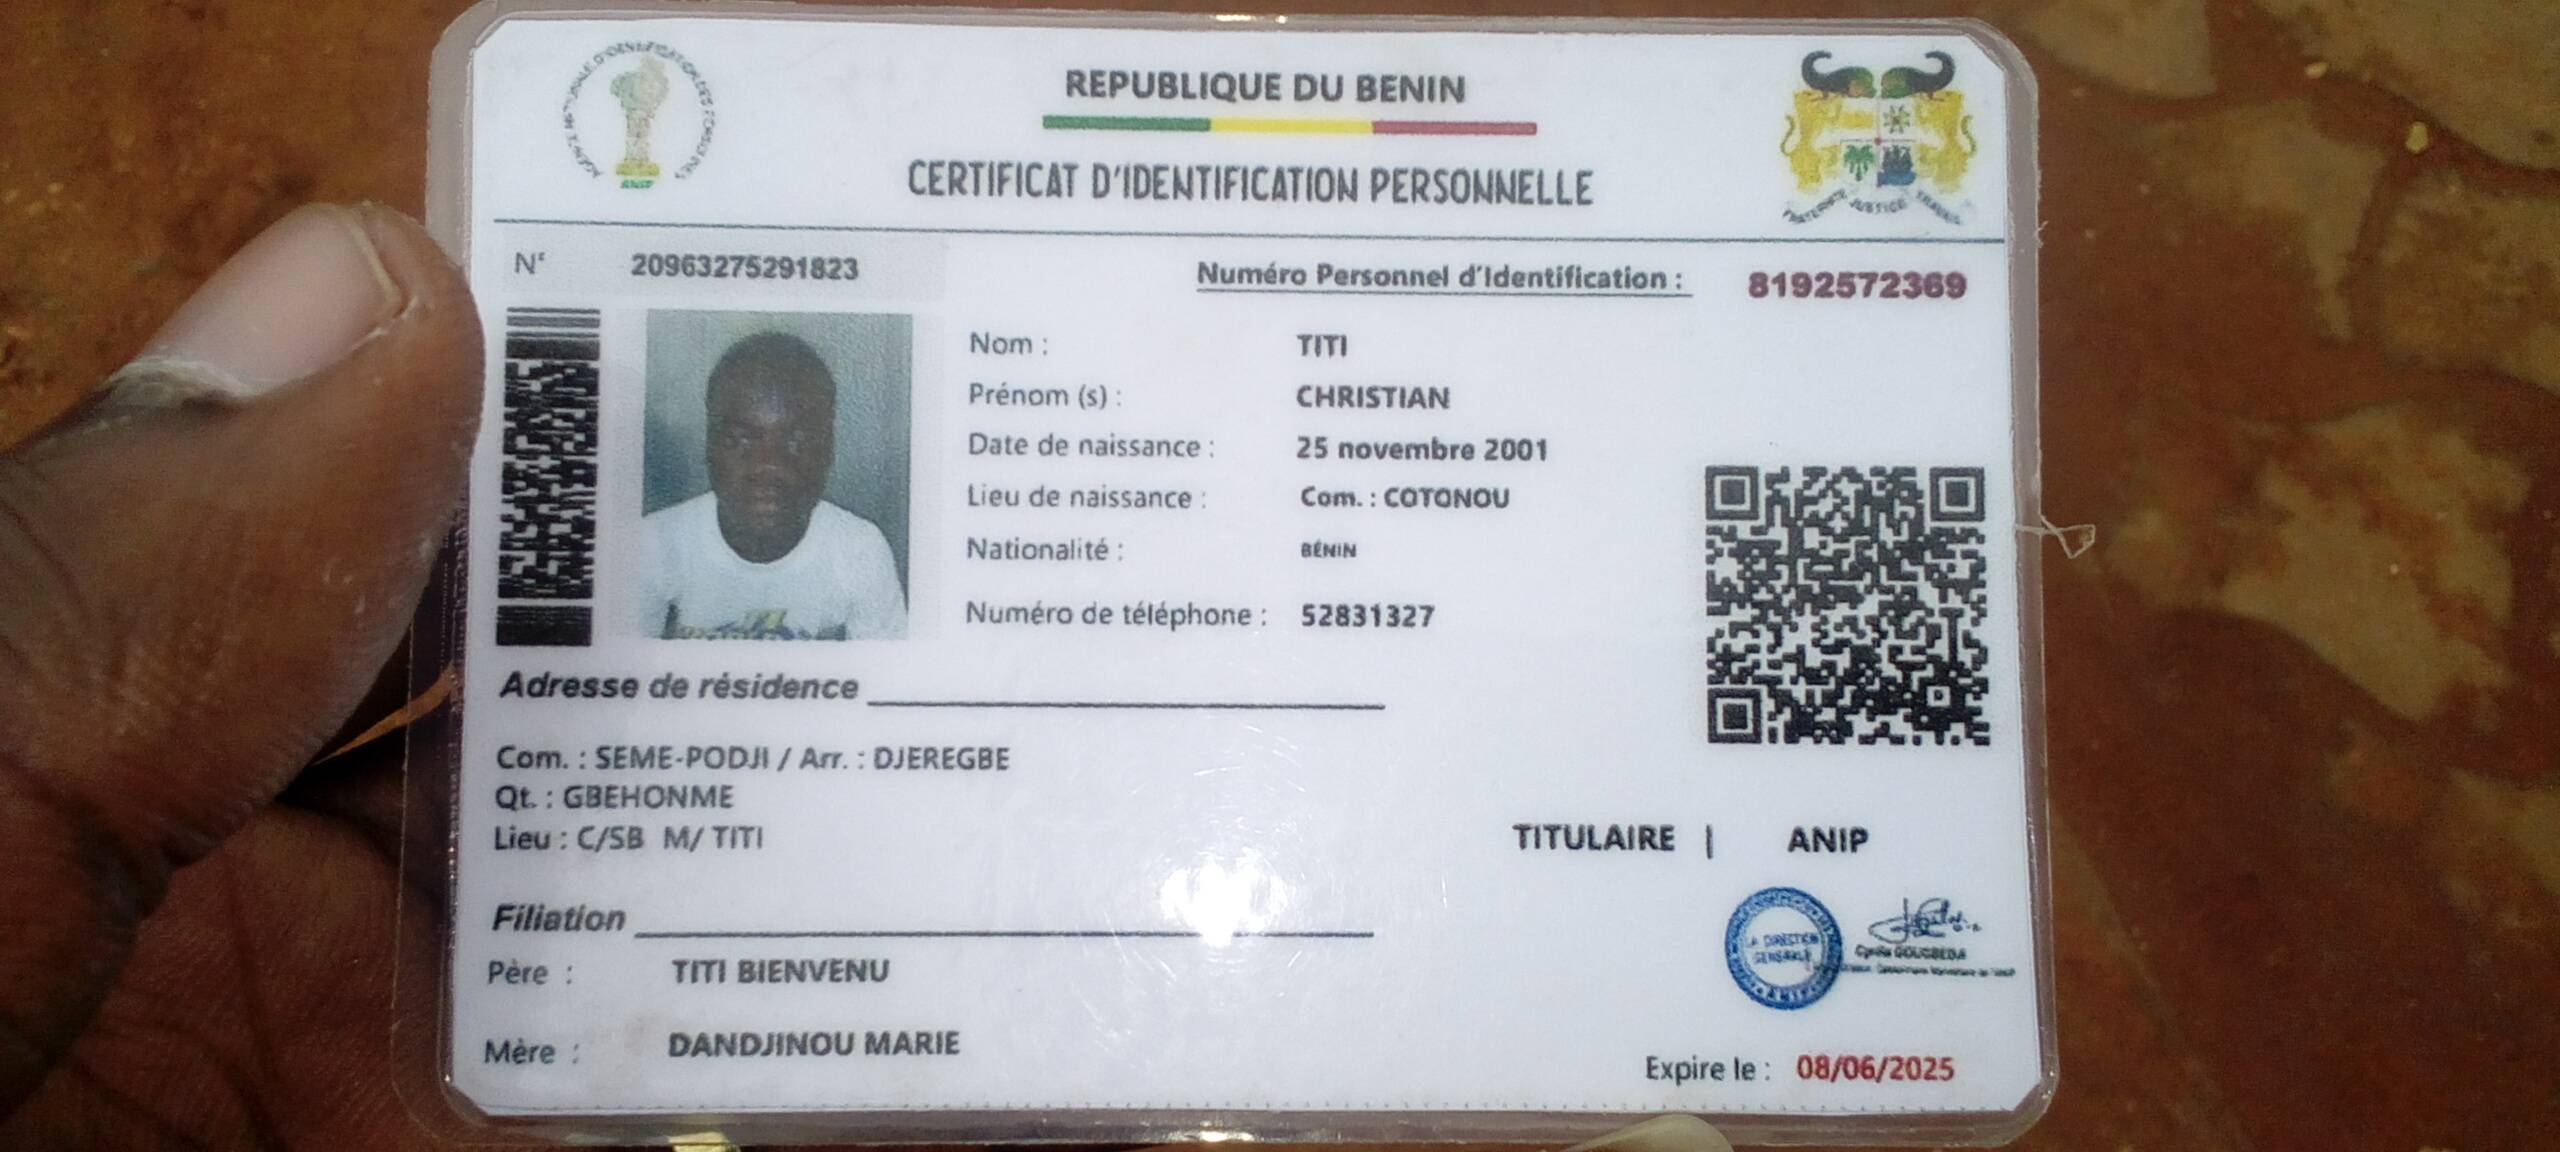 AGENCE NATIONALE D'IDENTIFICATION DES PERSONNES
ANIP
REPUBLIQUE DU BENIN
CERTIFICAT D'IDENTIFICATION PERSONNELLE
FRATERNITE JUSTICE TRAVAIL
N° 20963275291823
Numéro Personnel d'Identification : 8192572369
Nom : TITI
Prénom (s) : CHRISTIAN
Date de naissance : 25 novembre 2001
Lieu de naissance : Com. : COTONOU
Nationalité : BÉNIN
Numéro de téléphone : 52831327
Adresse de résidence
Com. : SEME-PODJI / Arr. : DJEREGBE
Qt. : GBEHONME
Lieu : C/SB M/ TITI
TITULAIRE | ANIP
Filiation
Père : TITI BIENVENU
Mère : DANDJINOU MARIE
LA DIRECTION
GENERALE
ANIP
Cyrille GOUGBEDJI
Expire le : 08/06/2025